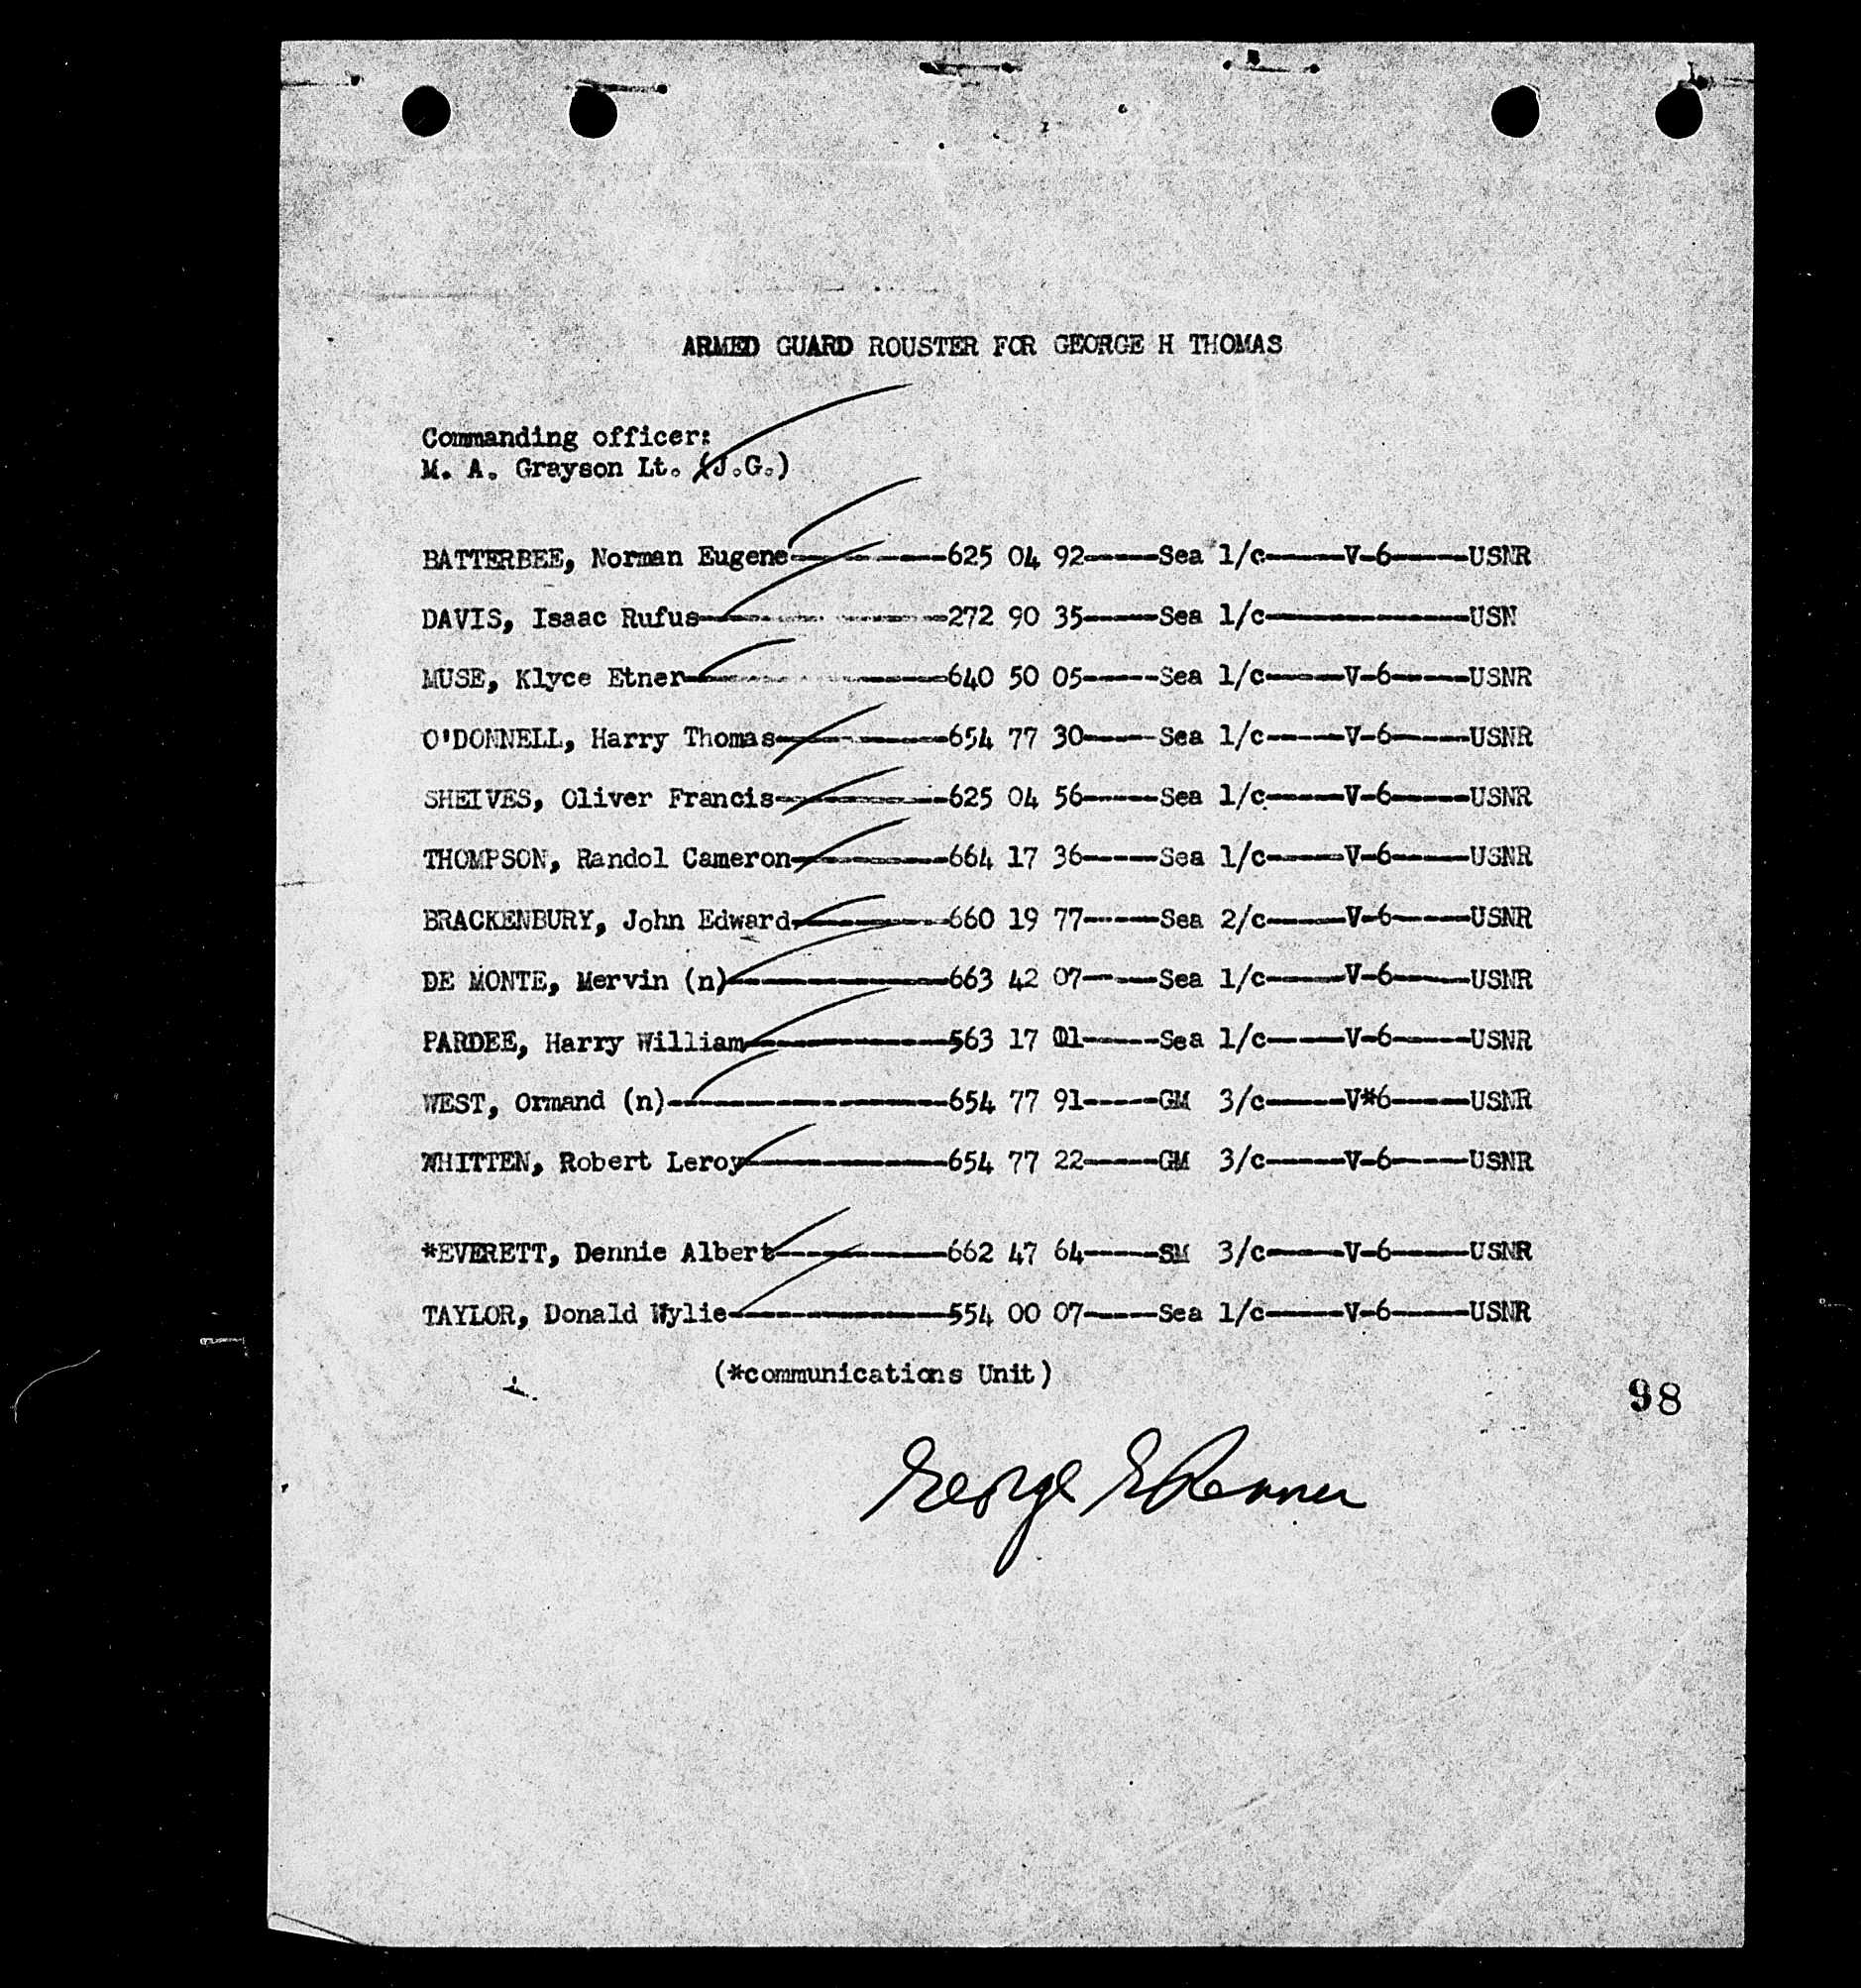 ARMED GUARD ROUSTER FOR GEORGE H THOMAS
Commanding officer:
M. A. Grayson Lt. (J.G.)
BATTERBEE, Norman Eugene----------625 04 92-----Sea 1/c-----V-6-----USNR
DAVIS, Isaac Rufus----------------272 90 35-----Sea 1/c-------------USN
MUSE, Klyce Etner-----------------640 50 05-----Sea 1/c-----V-6-----USNR
O'DONNELL, Harry Thomas-----------654 77 30-----Sea 1/c-----V-6-----USNR
SHEIVES, Oliver Francis-----------625 04 56-----Sea 1/c-----V-6-----USNR
THOMPSON, Randol Cameron----------664 17 36-----Sea 1/c-----V-6-----USNR
BRACKENBURY, John Edward----------660 19 77-----Sea 2/c-----V-6-----USNR
DE MONTE, Mervin (n)--------------663 42 07-----Sea 1/c-----V-6-----USNR
PARDEE, Harry William-------------563 17 01-----Sea 1/c-----V-6-----USNR
WEST, Ormand (n)------------------654 77 91-----GM 3/c-----V*6-----USNR
WHITTEN, Robert Leroy-------------654 77 22-----GM 3/c-----V-6-----USNR
*EVERETT, Dennie Albert-----------662 47 64-----SM 3/c-----V-6-----USNR
TAYLOR, Donald Wylie--------------554 00 07-----Sea 1/c-----V-6-----USNR
(*communications Unit)
98
George E Renner